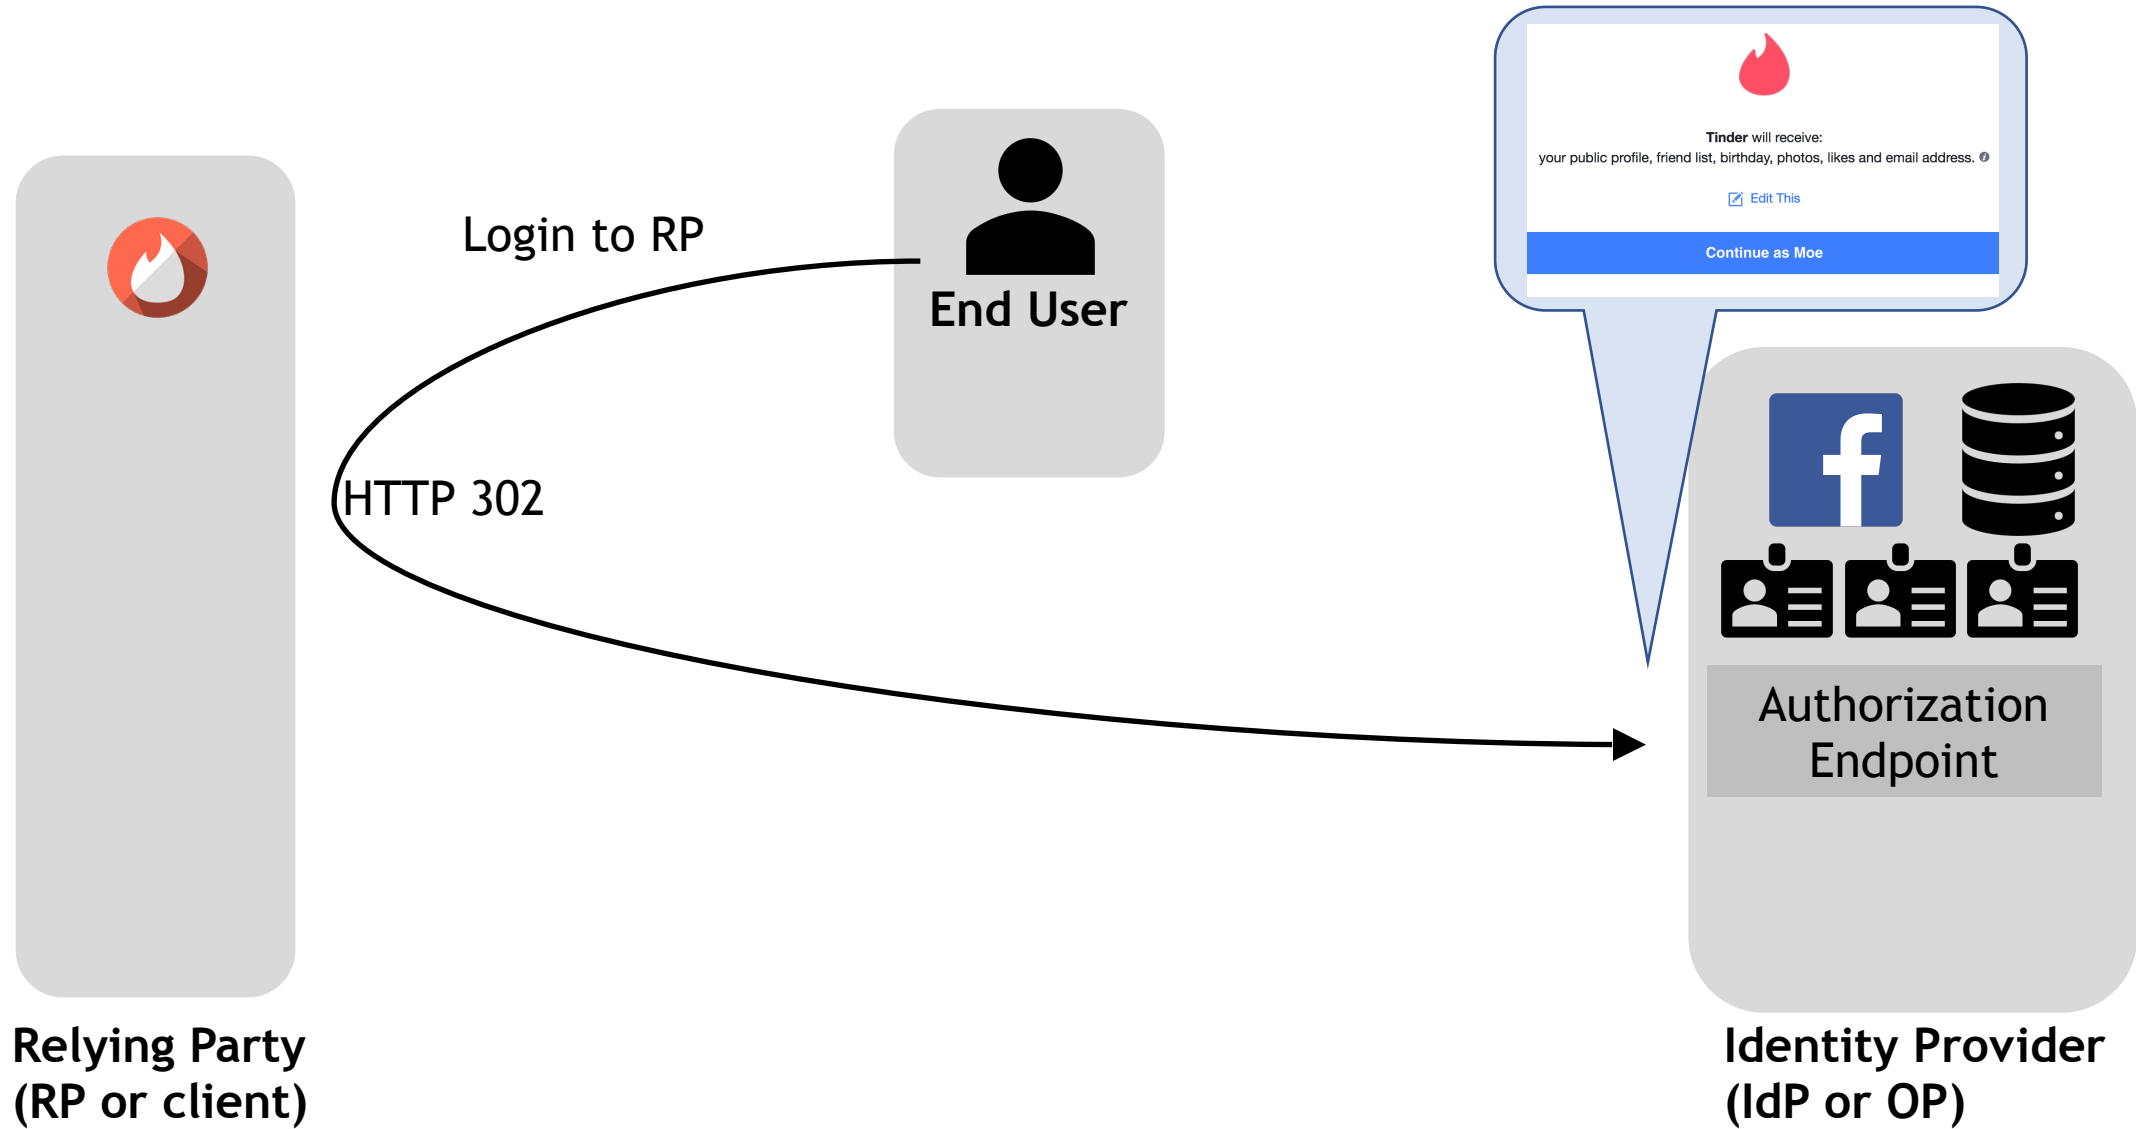 Tinder will receive:
your public profile, friend list, birthday, photos, likes and email address.
Edit This
Continue as Moe
Login to RP
End User
HTTP 302
Authorization
Endpoint
Relying Party
(RP or client)
Identity Provider
(IdP or OP)